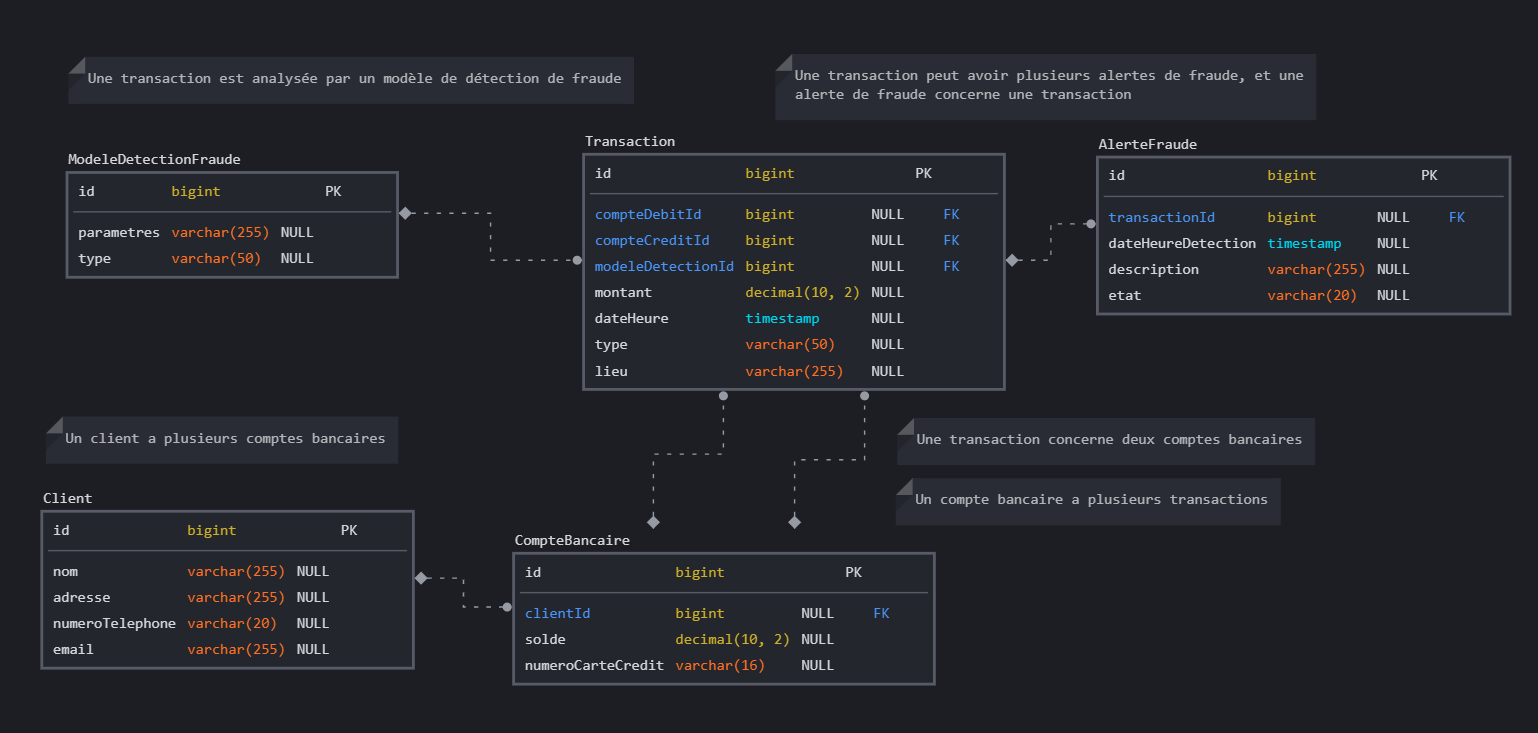 Une transaction est analysée par un modèle de détection de fraude
Une transaction peut avoir plusieurs alertes de fraude, et une
alerte de fraude concerne une transaction
ModeleDetectionFraude
id bigint PK
parametres varchar(255) NULL
type varchar(50) NULL
Transaction
id bigint PK
compteDebitId bigint NULL FK
compteCreditId bigint NULL FK
modeleDetectionId bigint NULL FK
montant decimal(10, 2) NULL
dateHeure timestamp NULL
type varchar(50) NULL
lieu varchar(255) NULL
AlerteFraude
id bigint PK
transactionId bigint NULL FK
dateHeureDetection timestamp NULL
description varchar(255) NULL
etat varchar(20) NULL
Un client a plusieurs comptes bancaires
Une transaction concerne deux comptes bancaires
Un compte bancaire a plusieurs transactions
Client
id bigint PK
nom varchar(255) NULL
adresse varchar(255) NULL
numeroTelephone varchar(20) NULL
email varchar(255) NULL
CompteBancaire
id bigint PK
clientId bigint NULL FK
solde decimal(10, 2) NULL
numeroCarteCredit varchar(16) NULL